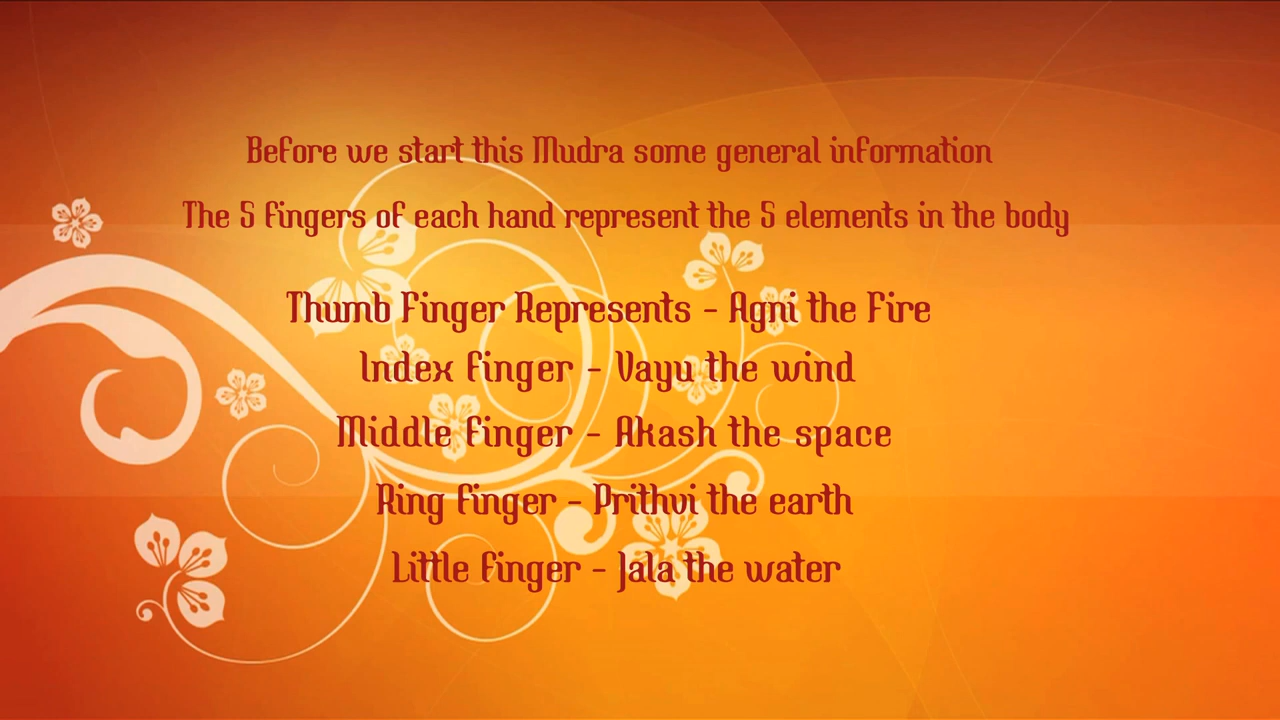 Before we start this Mudra some general information
The 5 fingers of each hand represent the 5 elements in the body
Thumb Finger Represents - Agni the Fire
Index Finger - Vayu the wind
Middle Finger - Akash the space
Ring Finger - Prithvi the earth
Little Finger - Jala the water